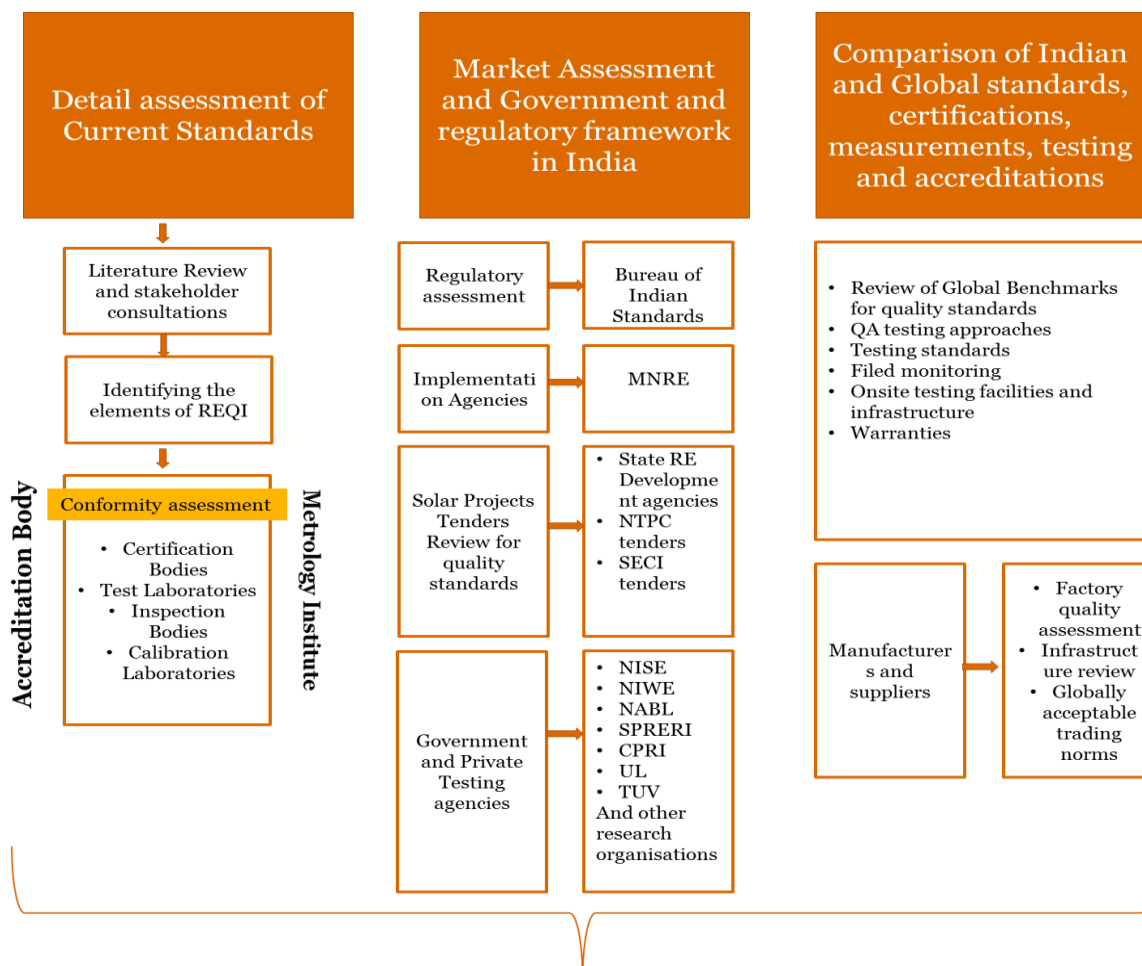 Detail assessment of
Current Standards
Literature Review
and stakeholder
consultations
Identifying the
elements of REQI
Accreditation Body
Conformity assessment
• Certification
Bodies
• Test Laboratories
• Inspection
Bodies
• Calibration
Laboratories
Metrology Institute
Market Assessment
and Government and
regulatory framework
in India
Regulatory
assessment
Bureau of
Indian
Standards
Implementati
on Agencies
MNRE
Solar Projects
Tenders
Review for
quality
standards
• State RE
Developme
nt agencies
• NTPC
tenders
• SECI
tenders
Government
and Private
Testing
agencies
• NISE
• NIWE
• NABL
• SPRERI
• CPRI
• UL
• TUV
And other
research
organisations
Comparison of Indian
and Global standards,
certifications,
measurements, testing
and accreditations
• Review of Global Benchmarks
for quality standards
• QA testing approaches
• Testing standards
• Filed monitoring
• Onsite testing facilities and
infrastructure
• Warranties
Manufacturer
s and
suppliers
• Factory
quality
assessment
• Infrastruct
ure review
• Globally
acceptable
trading
norms